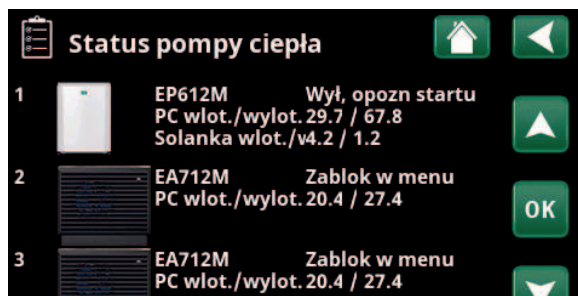 Status pompy ciepła
1 EP612M Wył, opozn startu
PC wlot./wylot. 29.7 / 67.8
Solanka wlot./v4.2 / 1.2
2 EA712M Zablok w menu
PC wlot./wylot. 20.4 / 27.4
OK
3 EA712M Zablok w menu
PC wlot./wylot. 20.4 / 27.4